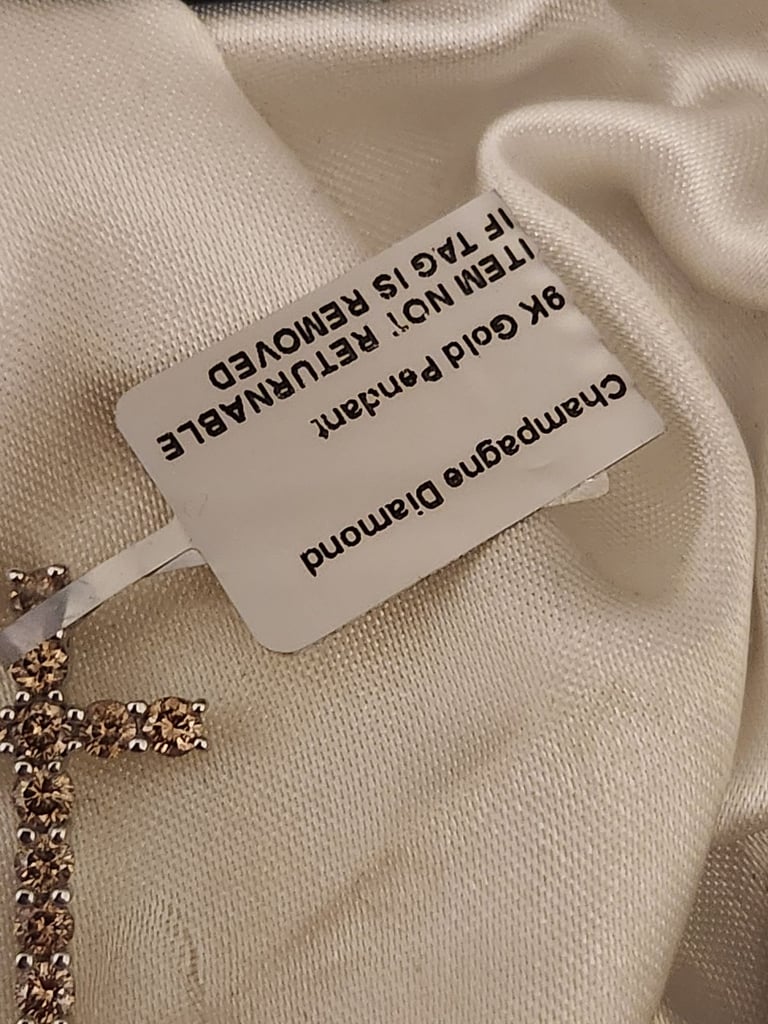 Champagne Diamond
9K Gold Pendant
ITEM NOT RETURNABLE
IF TAG IS REMOVED